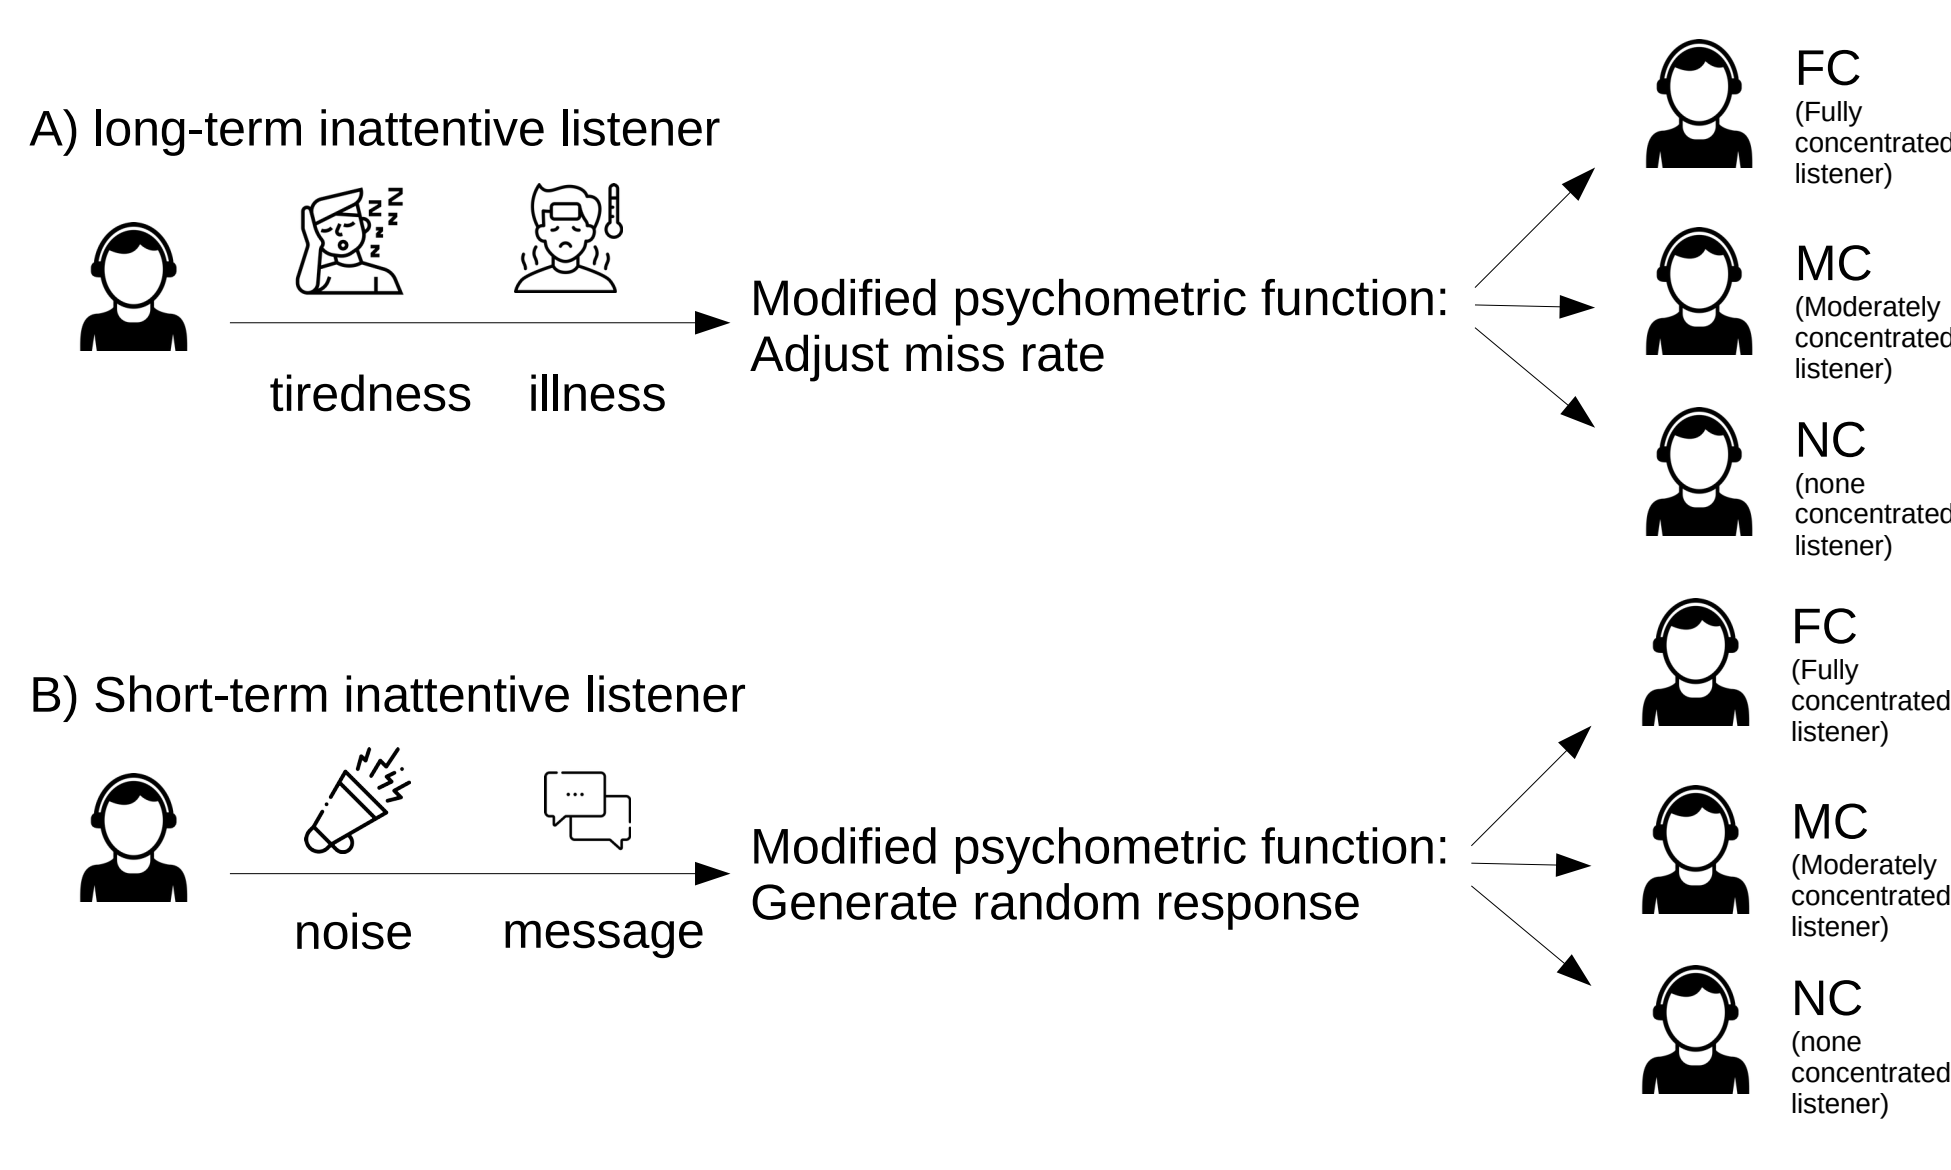 A) long-term inattentive listener
tiredness
illness
Modified psychometric function:
Adjust miss rate
FC
(Fully
concentrated
listener)
MC
(Moderately
concentrated
listener)
NC
(none
concentrated
listener)
B) Short-term inattentive listener
noise
message
Modified psychometric function:
Generate random response
FC
(Fully
concentrated
listener)
MC
(Moderately
concentrated
listener)
NC
(none
concentrated
listener)